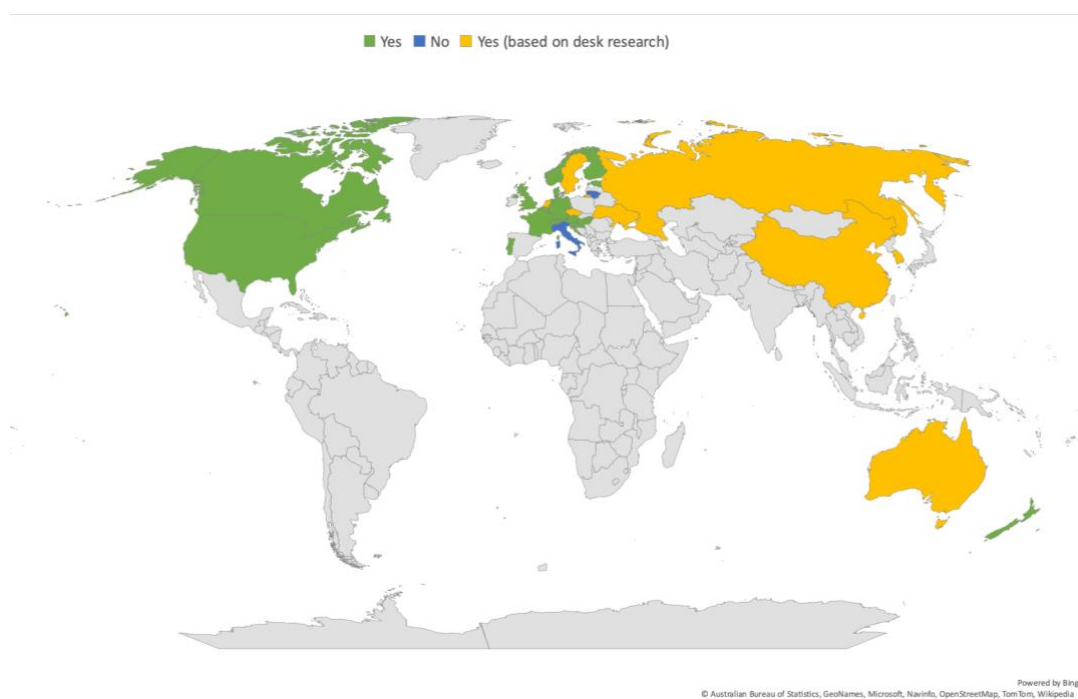 Yes No Yes (based on desk research)
Powered by Bing
© Australian Bureau of Statistics, GeoNames, Microsoft, Navinfo, OpenStreetMap, TomTom, Wikipedia